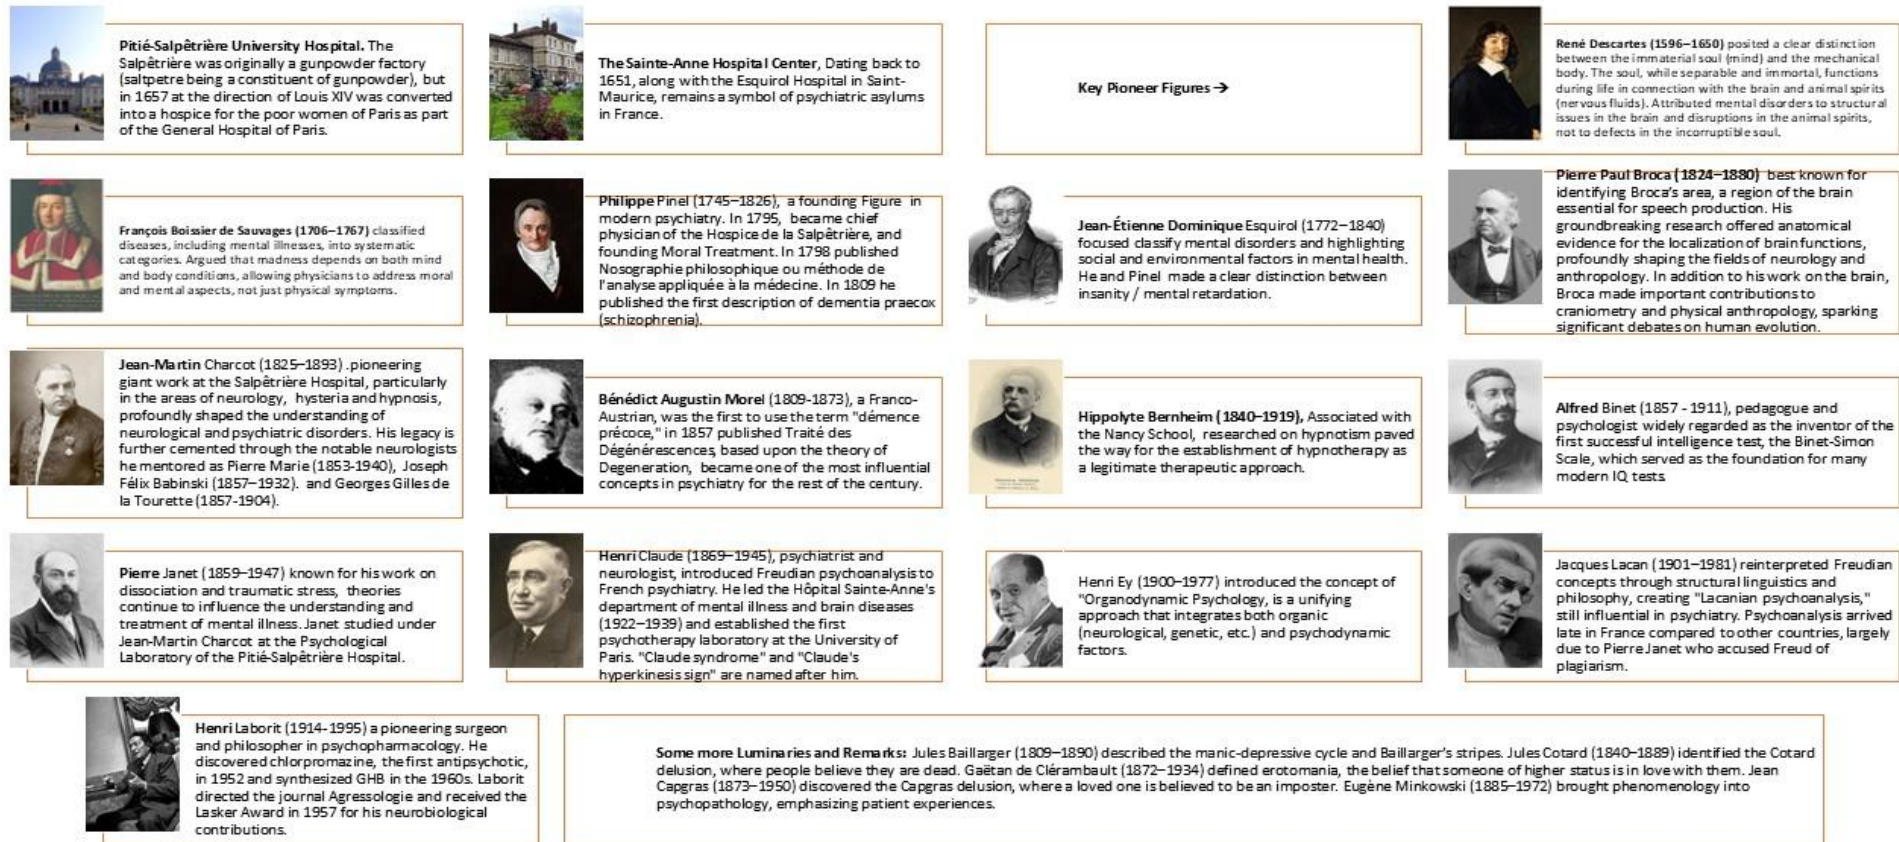 Pitié-Salpêtrière University Hospital. The
Salpêtrière was originally a gunpowder factory
(saltpetre being a constituent of gunpowder), but
in 1657 at the direction of Louis XIV was converted
into a hospice for the poor women of Paris as part
of the General Hospital of Paris.
The Sainte-Anne Hospital Center, Dating back to
1651, along with the Esquirol Hospital in Saint-
Maurice, remains a symbol of psychiatric asylums
in France.
Key Pioneer Figures →
René Descartes (1596–1650) posited a clear distinction
between the immaterial soul (mind) and the mechanical
body. The soul, while separable and immortal, functions
during life in connection with the brain and animal spirits
(nervous fluids). Attributed mental disorders to structural
issues in the brain and disruptions in the animal spirits,
not to defects in the incorruptible soul.
François Boissier de Sauvages (1706–1767) classified
diseases, including mental illnesses, into systematic
categories. Argued that madness depends on both mind
and body conditions, allowing physicians to address moral
and mental aspects, not just physical symptoms.
Philippe Pinel (1745–1826), a founding Figure in
modern psychiatry. In 1795, became chief
physician of the Hospice de la Salpêtrière, and
founding Moral Treatment. In 1798 published
Nosographie philosophique ou méthode de
l'analyse appliquée à la médecine. In 1809 he
published the first description of dementia praecox
(schizophrenia).
Jean-Étienne Dominique Esquirol (1772–1840)
focused classify mental disorders and highlighting
social and environmental factors in mental health.
He and Pinel made a clear distinction between
insanity / mental retardation.
Pierre Paul Broca (1824–1880) best known for
identifying Broca's area, a region of the brain
essential for speech production. His
groundbreaking research offered anatomical
evidence for the localization of brain functions,
profoundly shaping the fields of neurology and
anthropology. In addition to his work on the brain,
Broca made important contributions to
craniometry and physical anthropology, sparking
significant debates on human evolution.
Jean-Martin Charcot (1825–1893) .pioneering
giant work at the Salpêtrière Hospital, particularly
in the areas of neurology, hysteria and hypnosis,
profoundly shaped the understanding of
neurological and psychiatric disorders. His legacy is
further cemented through the notable neurologists
he mentored as Pierre Marie (1853-1940), Joseph
Félix Babinski (1857–1932). and Georges Gilles de
la Tourette (1857-1904).
Bénédict Augustin Morel (1809-1873), a Franco-
Austrian, was the first to use the term "démence
précoce," in 1857 published Traité des
Dégénérescences, based upon the theory of
Degeneration, became one of the most influential
concepts in psychiatry for the rest of the century.
Hippolyte Bernheim (1840–1919), Associated with
the Nancy School, researched on hypnotism paved
the way for the establishment of hypnotherapy as
a legitimate therapeutic approach.
Alfred Binet (1857 - 1911), pedagogue and
psychologist widely regarded as the inventor of the
first successful intelligence test, the Binet-Simon
Scale, which served as the foundation for many
modern IQ tests.
Pierre Janet (1859–1947) known for his work on
dissociation and traumatic stress, theories
continue to influence the understanding and
treatment of mental illness. Janet studied under
Jean-Martin Charcot at the Psychological
Laboratory of the Pitié-Salpêtrière Hospital.
Henri Claude (1869–1945), psychiatrist and
neurologist, introduced Freudian psychoanalysis to
French psychiatry. He led the Hôpital Sainte-Anne's
department of mental illness and brain diseases
(1922–1939) and established the first
psychotherapy laboratory at the University of
Paris. "Claude syndrome" and "Claude's
hyperkinesis sign" are named after him.
Henri Ey (1900–1977) introduced the concept of
"Organodynamic Psychology, is a unifying
approach that integrates both organic
(neurological, genetic, etc.) and psychodynamic
factors.
Jacques Lacan (1901–1981) reinterpreted Freudian
concepts through structural linguistics and
philosophy, creating "Lacanian psychoanalysis,"
still influential in psychiatry. Psychoanalysis arrived
late in France compared to other countries, largely
due to Pierre Janet who accused Freud of
plagiarism.
Henri Laborit (1914-1995) a pioneering surgeon
and philosopher in psychopharmacology. He
discovered chlorpromazine, the first antipsychotic,
in 1952 and synthesized GHB in the 1960s. Laborit
directed the journal Agressologie and received the
Lasker Award in 1957 for his neurobiological
contributions.
Some more Luminaries and Remarks: Jules Baillarger (1809–1890) described the manic-depressive cycle and Baillarger's stripes. Jules Cotard (1840–1889) identified the Cotard
delusion, where people believe they are dead. Gaëtan de Clérambault (1872–1934) defined erotomania, the belief that someone of higher status is in love with them. Jean
Capgras (1873–1950) discovered the Capgras delusion, where a loved one is believed to be an imposter. Eugène Minkowski (1885–1972) brought phenomenology into
psychopathology, emphasizing patient experiences.